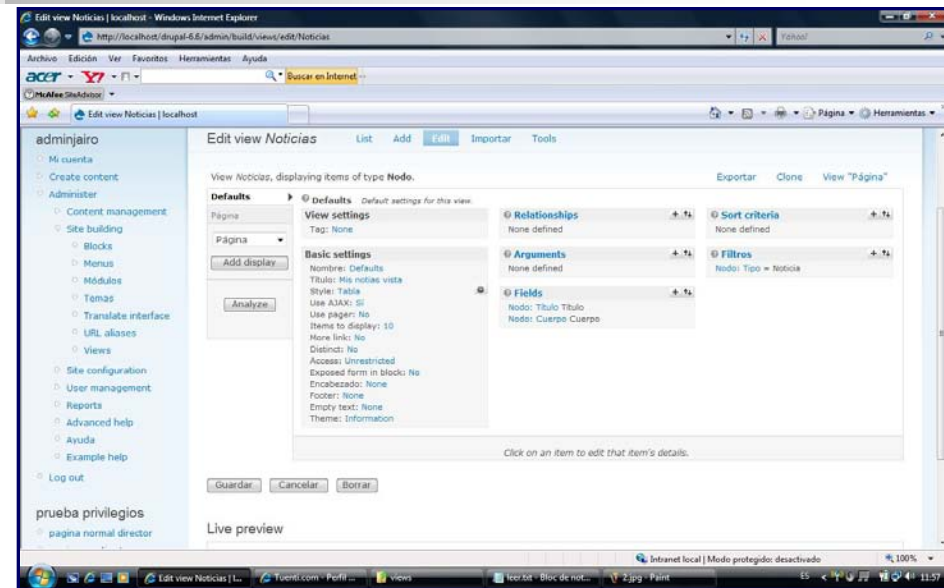 Edit view Noticias | localhost - Windows Internet Explorer
http://localhost/drupal-6.6/admin/build/views/edit/Noticias
Yahoo!
Archivo Edición Ver Favoritos Herramientas Ayuda
acer Y7 Buscar en Internet
McAfee SiteAdvisor
Edit view Noticias | localhost
Página Herramientas
adminjairo
Mi cuenta
Create content
Administer
Content management
Site building
Blocks
Menus
Módulos
Temas
Translate interface
URL aliases
Views
Site configuration
User management
Reports
Advanced help
Ayuda
Example help
Log out
prueba privilegios
pagina normal director
Edit view Noticias List Add Edit Importar Tools
View Noticias, displaying items of type Nodo.
Exportar Clone View "Página"
Defaults
Página
Página
Add display
Analyze
Defaults Default settings for this view.
View settings
Tag: None
Basic settings
Nombre: Defaults
Título: Mis notias vista
Style: Tabla
Use AJAX: Sí
Use pager: No
Items to display: 10
More link: No
Distinct: No
Access: Unrestricted
Exposed form in block: No
Encabezado: None
Footer: None
Empty text: None
Theme: Information
Relationships
None defined
Arguments
None defined
Fields
Nodo: Título Título
Nodo: Cuerpo Cuerpo
Sort criteria
None defined
Filtros
Nodo: Tipo = Noticia
Click on an item to edit that item's details.
Guardar Cancelar Borrar
Live preview
Intranet local | Modo protegido: desactivado 100%
Edit view Noticias | l... Tuenti.com - Perfil ... views leer.txt - Bloc de not... 2.jpg - Paint ES 11:57